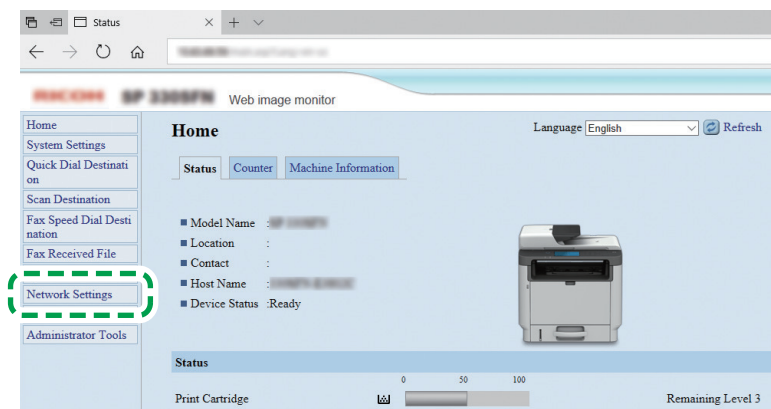 Status
Web image monitor
Home
System Settings
Quick Dial Destinati
on
Scan Destination
Fax Speed Dial Desti
nation
Fax Received File
Network Settings
Administrator Tools
Home
Language English Refresh
Status Counter Machine Information
Model Name :
Location :
Contact :
Host Name :
Device Status :Ready
Status
0 50 100
Print Cartridge Remaining Level 3